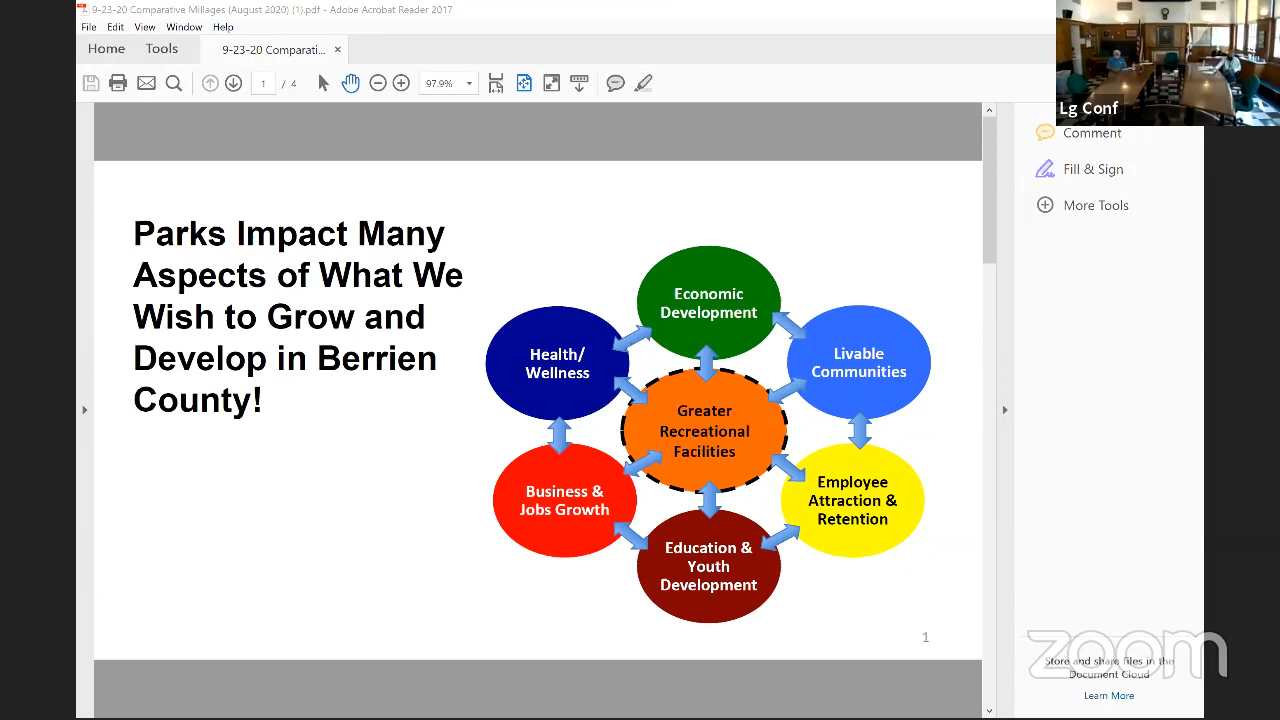 9-23-20 Comparative Millages (August 2020) (1).pdf - Adobe Acrobat Reader 2017
File Edit View Window Help
Home Tools 9-23-20 Comparati... ×
1 / 4 97.9%
Lg Conf
Comment
Fill & Sign
More Tools
Parks Impact Many
Aspects of What We
Wish to Grow and
Develop in Berrien
County!
Economic
Development
Health/
Wellness
Livable
Communities
Greater
Recreational
Facilities
Business &
Jobs Growth
Employee
Attraction &
Retention
Education &
Youth
Development
1
zoom
Store and share files in the
Document Cloud
Learn More